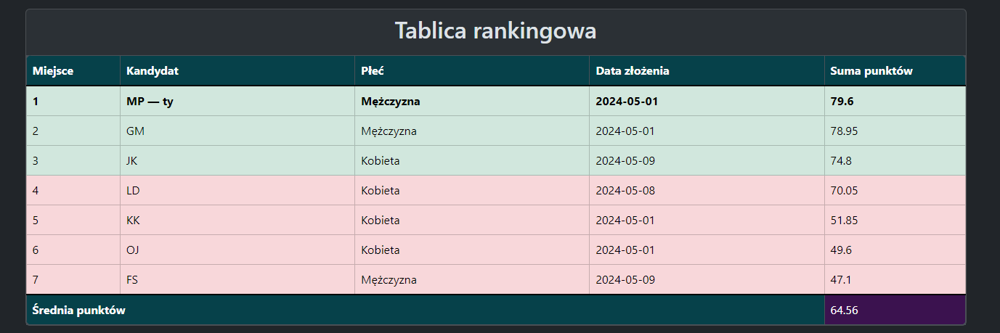 Tablica rankingowa
Miejsce Kandydat Płeć Data złożenia Suma punktów
1 MP — ty Mężczyzna 2024-05-01 79.6
2 GM Mężczyzna 2024-05-01 78.95
3 JK Kobieta 2024-05-09 74.8
4 LD Kobieta 2024-05-08 70.05
5 KK Kobieta 2024-05-01 51.85
6 OJ Kobieta 2024-05-01 49.6
7 FS Mężczyzna 2024-05-09 47.1
Średnia punktów 64.56